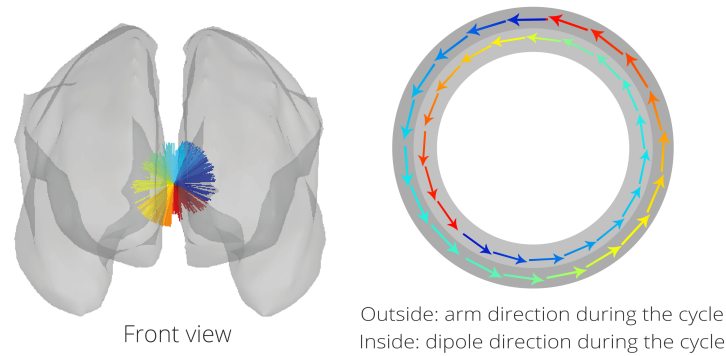 Front view
Outside: arm direction during the cycle
Inside: dipole direction during the cycle